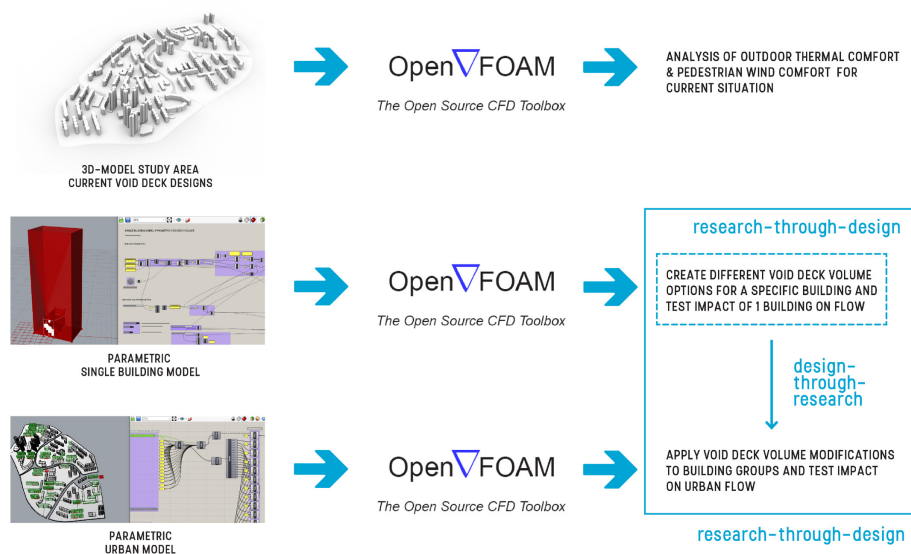 OpenFOAM
The Open Source CFD Toolbox
ANALYSIS OF OUTDOOR THERMAL COMFORT
& PEDESTRIAN WIND COMFORT FOR
CURRENT SITUATION
3D-MODEL STUDY AREA
CURRENT VOID DECK DESIGNS
research-through-design
OpenFOAM
The Open Source CFD Toolbox
CREATE DIFFERENT VOID DECK VOLUME
OPTIONS FOR A SPECIFIC BUILDING AND
TEST IMPACT OF 1 BUILDING ON FLOW
PARAMETRIC
SINGLE BUILDING MODEL
design-
through-
research
OpenFOAM
The Open Source CFD Toolbox
APPLY VOID DECK VOLUME MODIFICATIONS
TO BUILDING GROUPS AND TEST IMPACT
ON URBAN FLOW
PARAMETRIC
URBAN MODEL
research-through-design